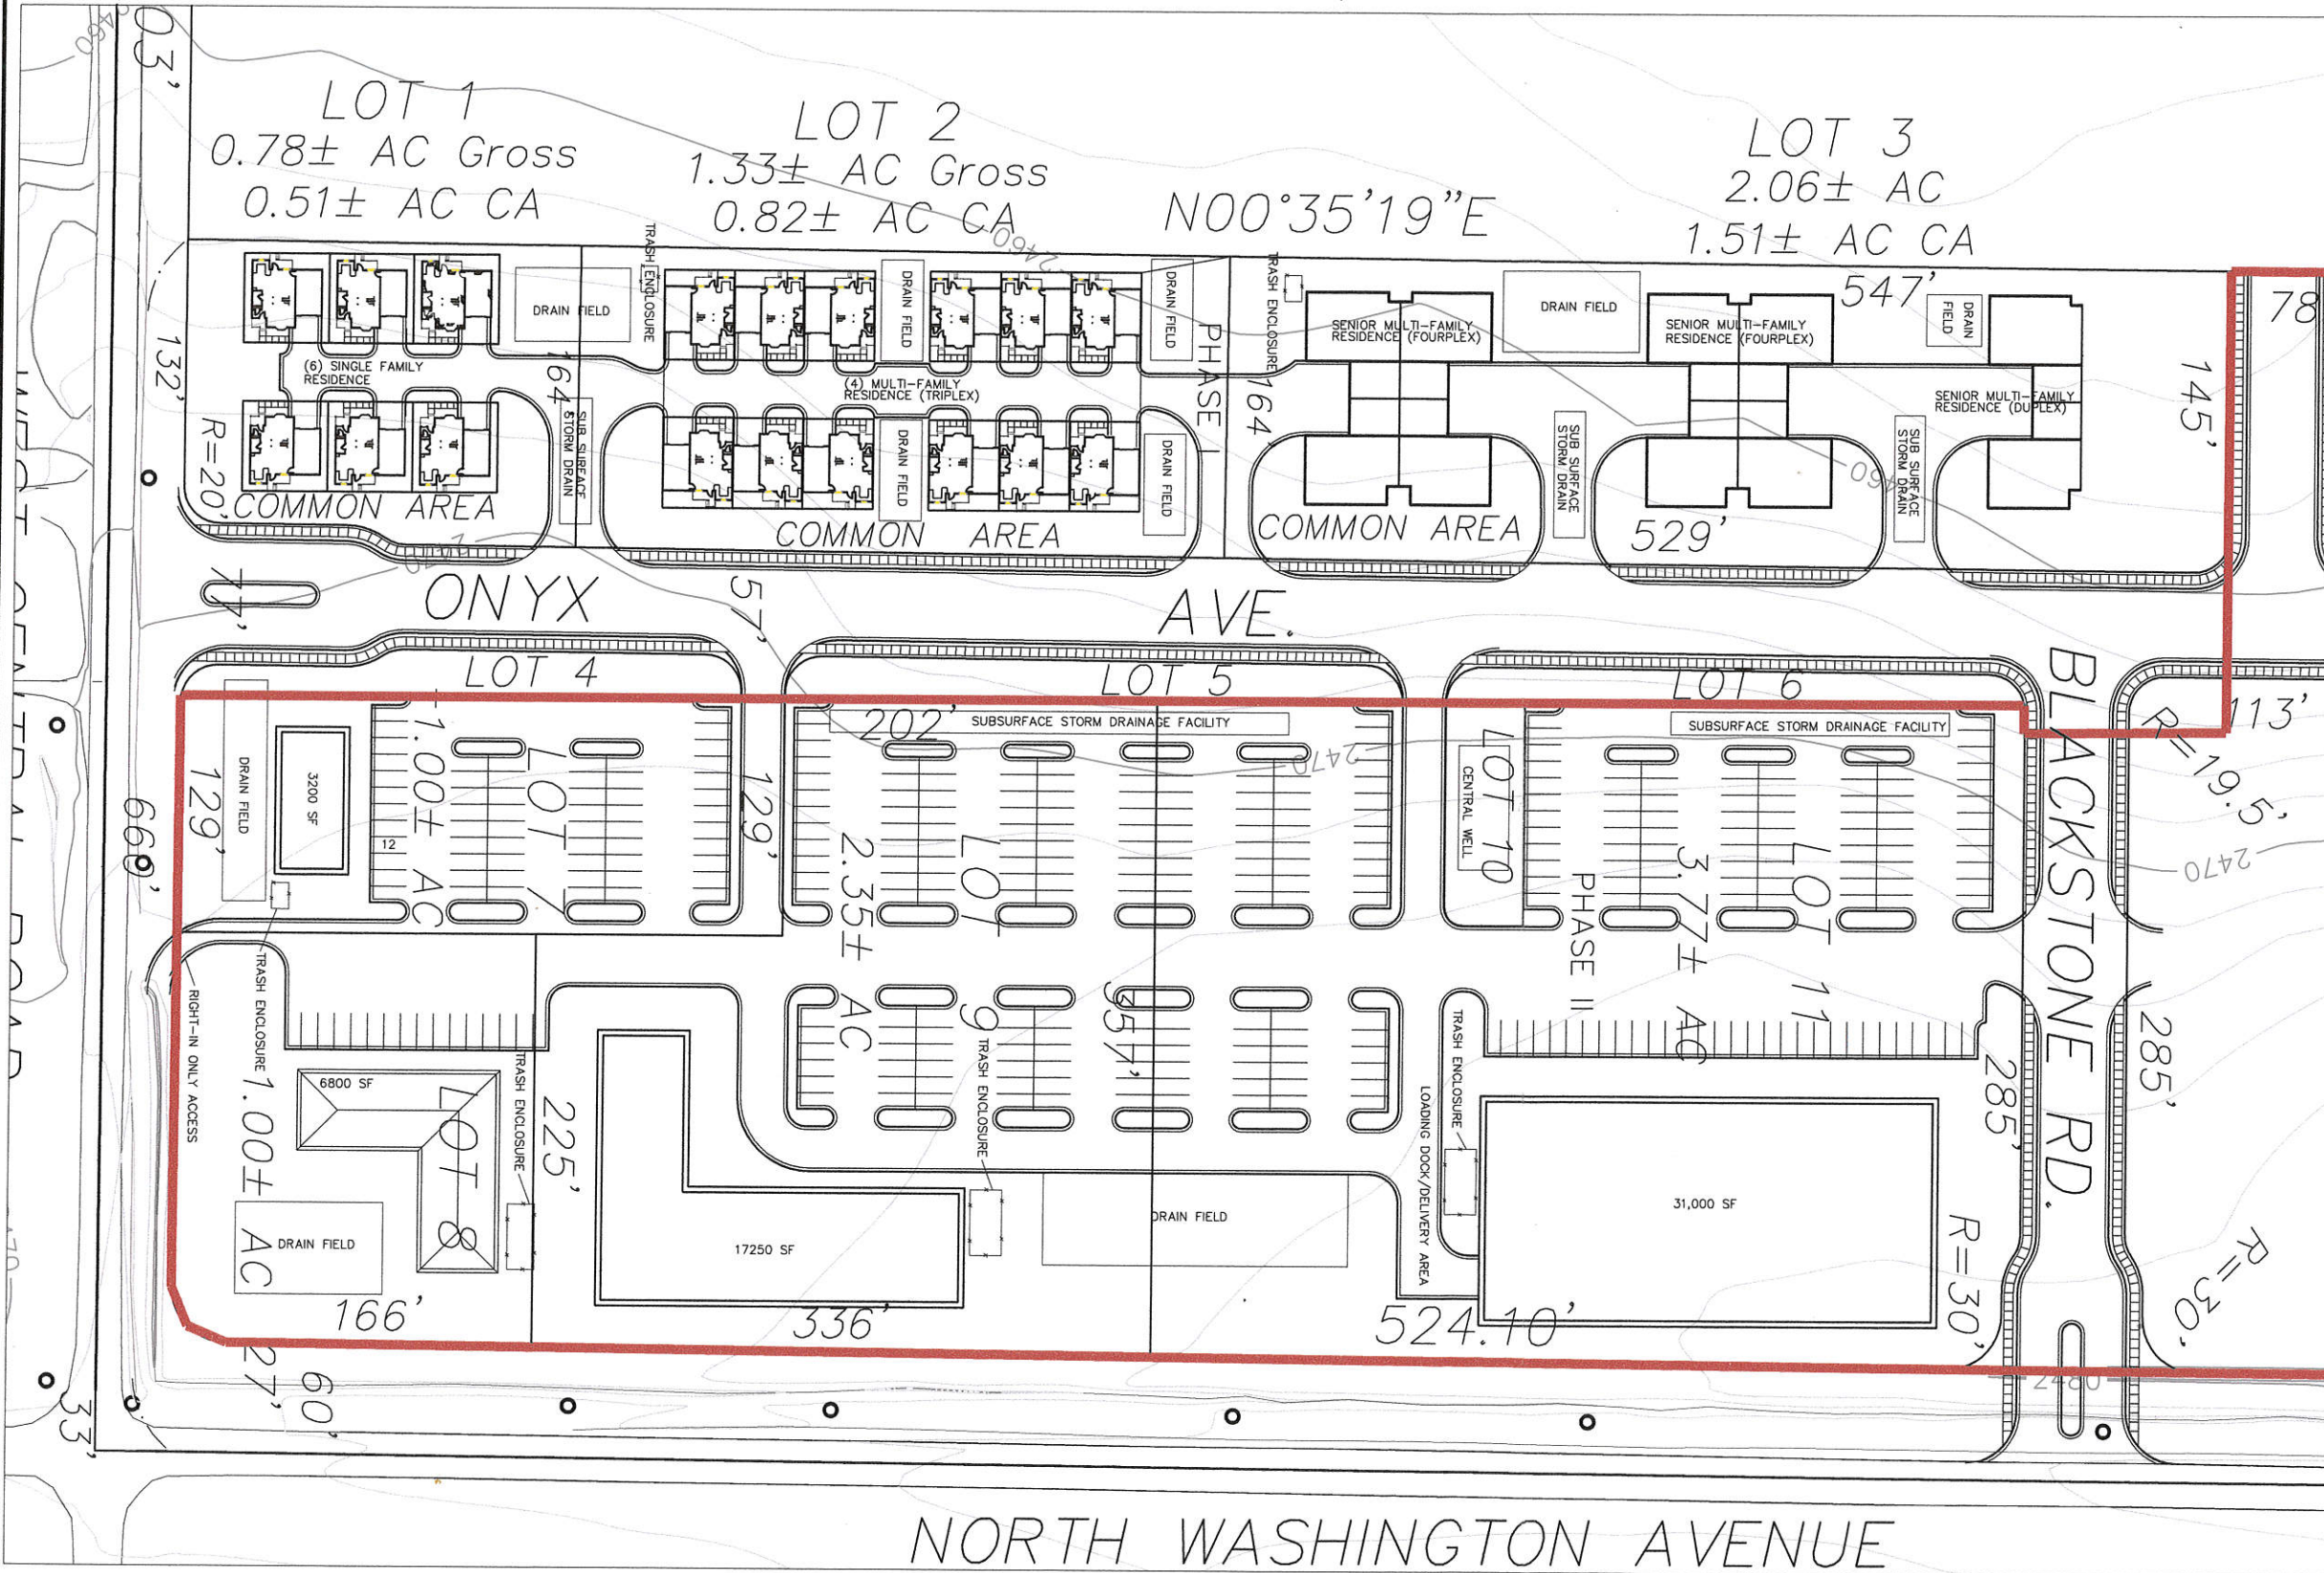 03'
2460
LOT 1
0.78± AC Gross
0.51± AC CA
LOT 2
1.33± AC Gross
0.82± AC CA
N00°35'19"E
LOT 3
2.06± AC
1.51± AC CA
547'
78
2460
TRASH ENCLOSURE
DRAIN FIELD
DRAIN FIELD
DRAIN FIELD
TRASH ENCLOSURE
DRAIN FIELD
DRAIN FIELD
SENIOR MULTI-FAMILY
RESIDENCE (FOURPLEX)
SENIOR MULTI-FAMILY
RESIDENCE (FOURPLEX)
132'
(6) SINGLE FAMILY
RESIDENCE
164'
(4) MULTI-FAMILY
RESIDENCE (TRIPLEX)
PHASE I
164'
SENIOR MULTI-FAMILY
RESIDENCE (DUPLEX)
145'
R=20'
SUB SURFACE
STORM DRAIN
DRAIN FIELD
DRAIN FIELD
SUB SURFACE
STORM DRAIN
SUB SURFACE
STORM DRAIN
COMMON AREA
COMMON AREA
COMMON AREA
529'
2470
77'
ONYX AVE.
57'
LOT 4
LOT 5
LOT 6
BLACKSTONE RD.
113'
R=19.5'
202'
SUBSURFACE STORM DRAINAGE FACILITY
SUBSURFACE STORM DRAINAGE FACILITY
2470
2470
669'
129'
DRAIN FIELD
3200 SF
12
1.00± AC
LOT 7
129'
2.35± AC
LOT 9
357'
CENTRAL WELL
LOT 10
PHASE II
3.77± AC
LOT 11
285'
285'
TRASH ENCLOSURE
RIGHT-IN ONLY ACCESS
1.00± AC
6800 SF
LOT 8
TRASH ENCLOSURE
225'
TRASH ENCLOSURE
TRASH ENCLOSURE
LOADING DOCK/DELIVERY AREA
DRAIN FIELD
17250 SF
DRAIN FIELD
31,000 SF
R=30'
R=30'
166'
336'
524.10'
27'
60'
33'
2480
NORTH WASHINGTON AVENUE